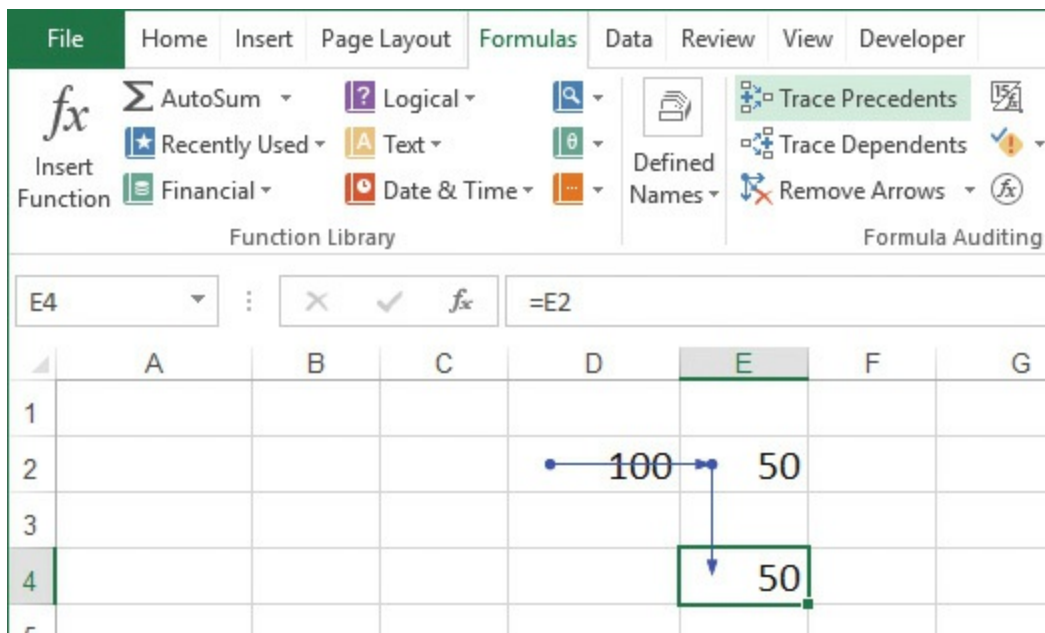 File Home Insert Page Layout Formulas Data Review View Developer
fx Insert Function
AutoSum
Recently Used
Financial
Logical
Text
Date & Time
Function Library
Defined Names
Trace Precedents
Trace Dependents
Remove Arrows
Formula Auditing
E4 fx =E2
A B C D E F G
1
2 100 50
3
4 50